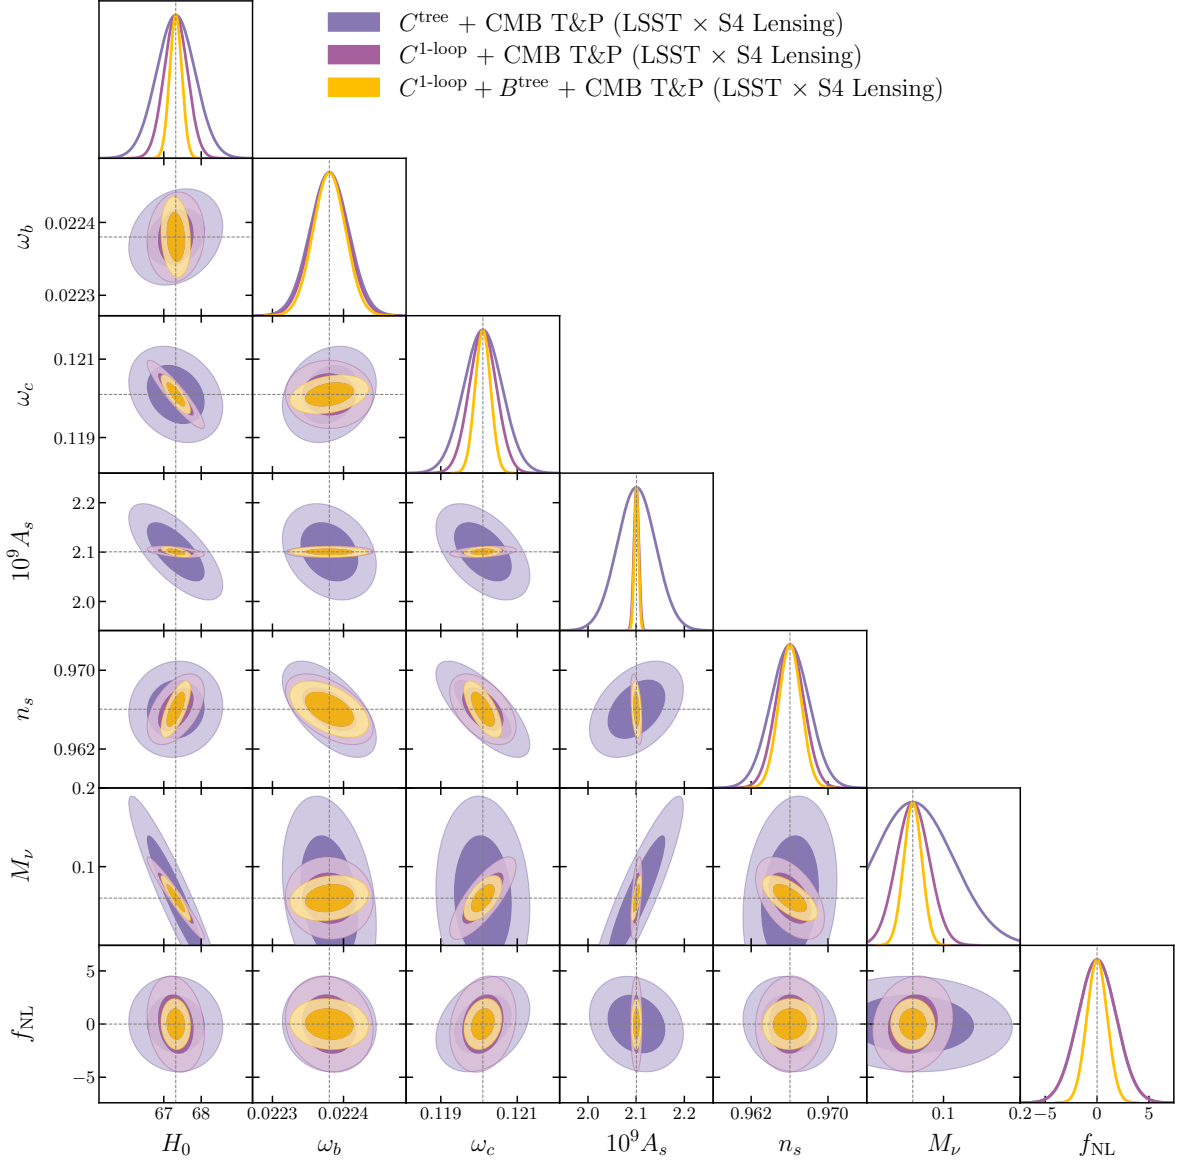 C^tree + CMB T&P (LSST × S4 Lensing)
C^1-loop + CMB T&P (LSST × S4 Lensing)
C^1-loop + B^tree + CMB T&P (LSST × S4 Lensing)
0.0224
0.0223
ω_b
0.121
0.119
ω_c
2.2
2.1
2.0
10^9 A_s
0.970
0.962
n_s
0.2
0.1
M_ν
5
0
−5
f_NL
67 68 0.0223 0.0224 0.119 0.121 2.0 2.1 2.2 0.962 0.970 0.1 0.2 −5 0 5
H_0 ω_b ω_c 10^9 A_s n_s M_ν f_NL